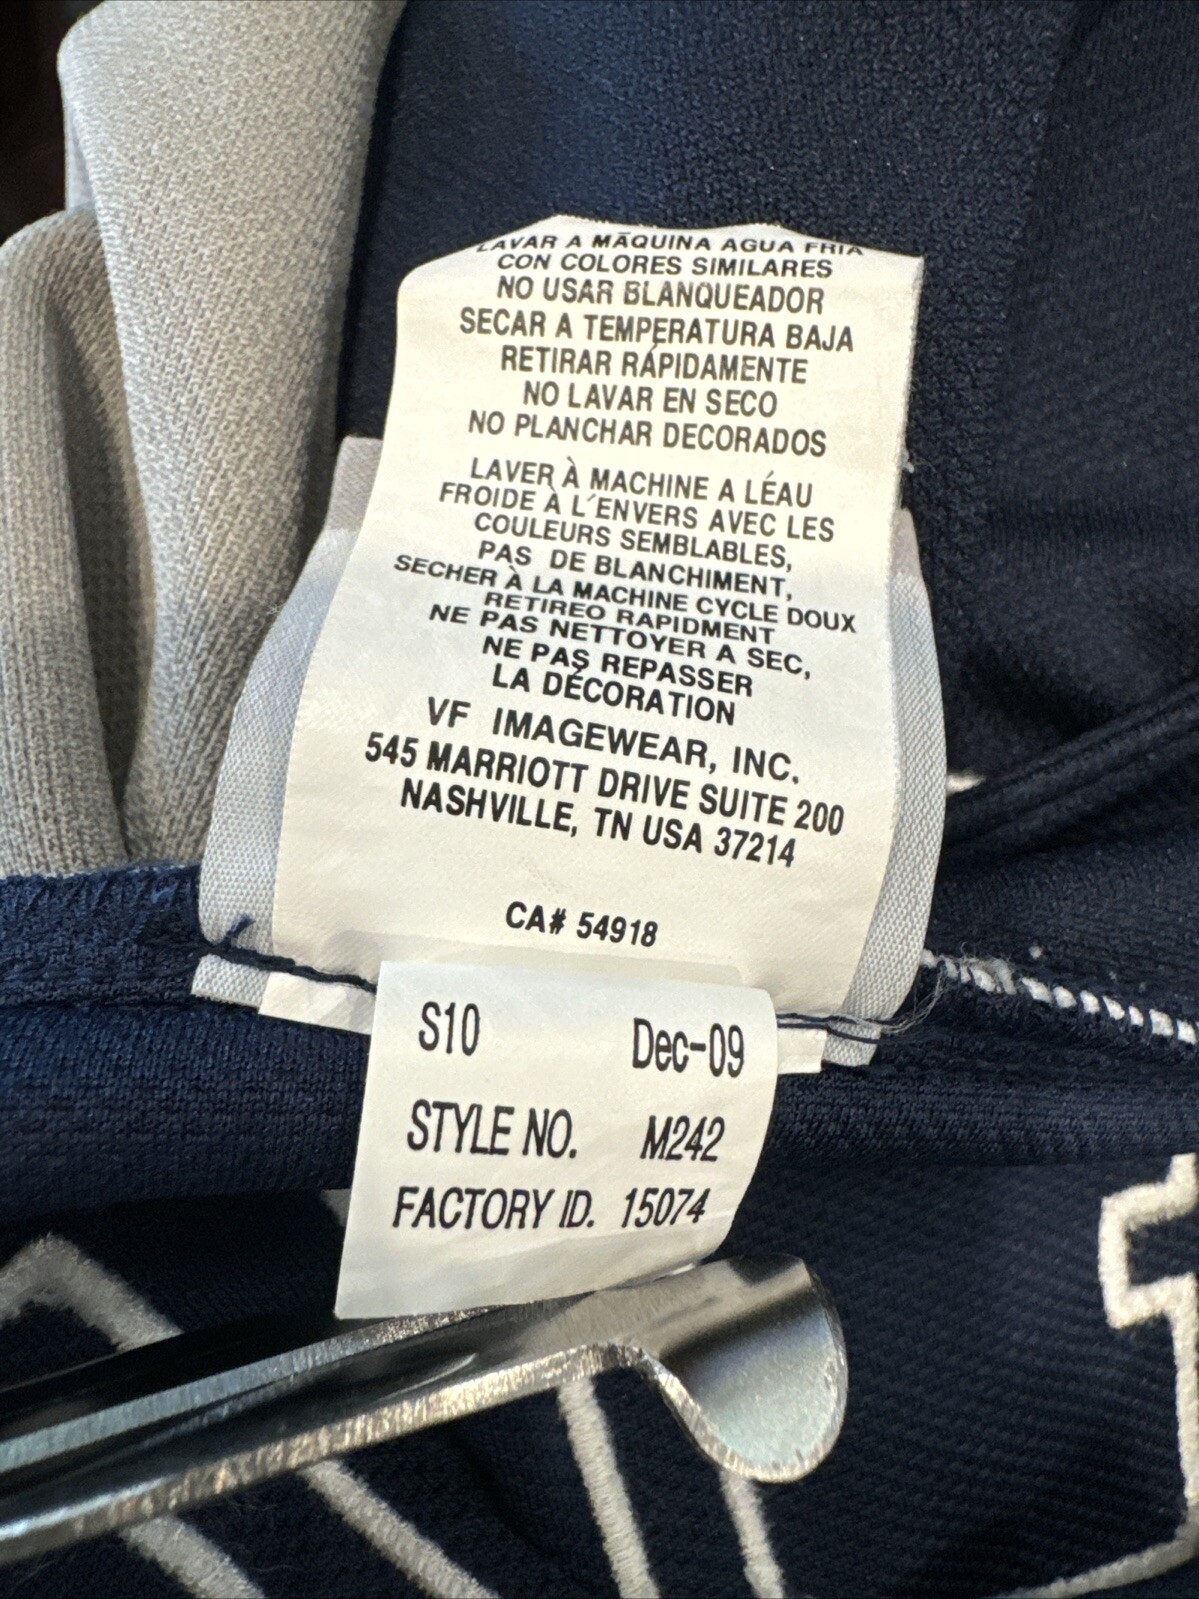 LAVAR A MÃQUINA AGUA FRIA
CON COLORES SIMILARES
NO USAR BLANQUEADOR
SECAR A TEMPERATURA BAJA
RETIRAR RÁPIDAMENTE
NO LAVAR EN SECO
NO PLANCHAR DECORADOS
LAVER À MACHINE A LÉAU
FROIDE À L´ENVERS AVEC LES
COULEURS SEMBLABLES,
PAS DE BLANCHIMENT,
SECHER À LA MACHINE CYCLE DOUX
RETIREO RAPIDMENT
NE PAS NETTOYER A SEC,
NE PAS REPASSER
LA DÉCORATION
VF IMAGEWEAR, INC.
545 MARRIOTT DRIVE SUITE 200
NASHVILLE, TN USA 37214
CA# 54918
S10 Dec-09
STYLE NO. M242
FACTORY ID. 15074